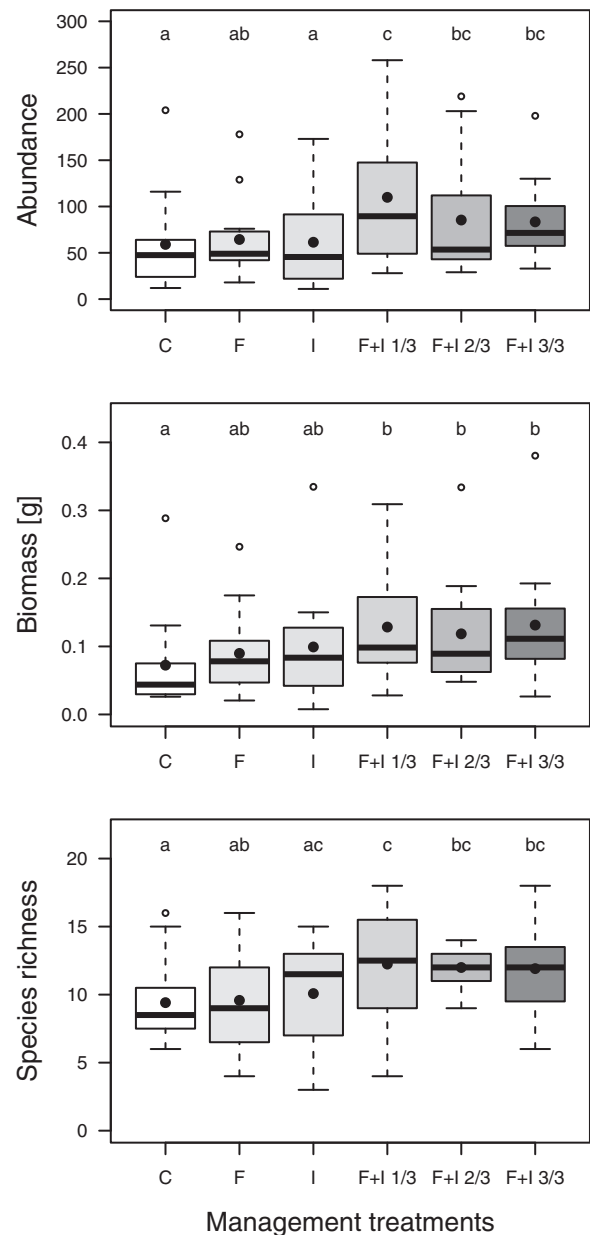 Abundance
300
250
200
150
100
50
0
a ab a c bc bc
C F I F+I 1/3 F+I 2/3 F+I 3/3
Biomass [g]
0.4
0.3
0.2
0.1
0.0
a ab ab b b b
C F I F+I 1/3 F+I 2/3 F+I 3/3
Species richness
20
15
10
5
0
a ab ac c bc bc
C F I F+I 1/3 F+I 2/3 F+I 3/3
Management treatments